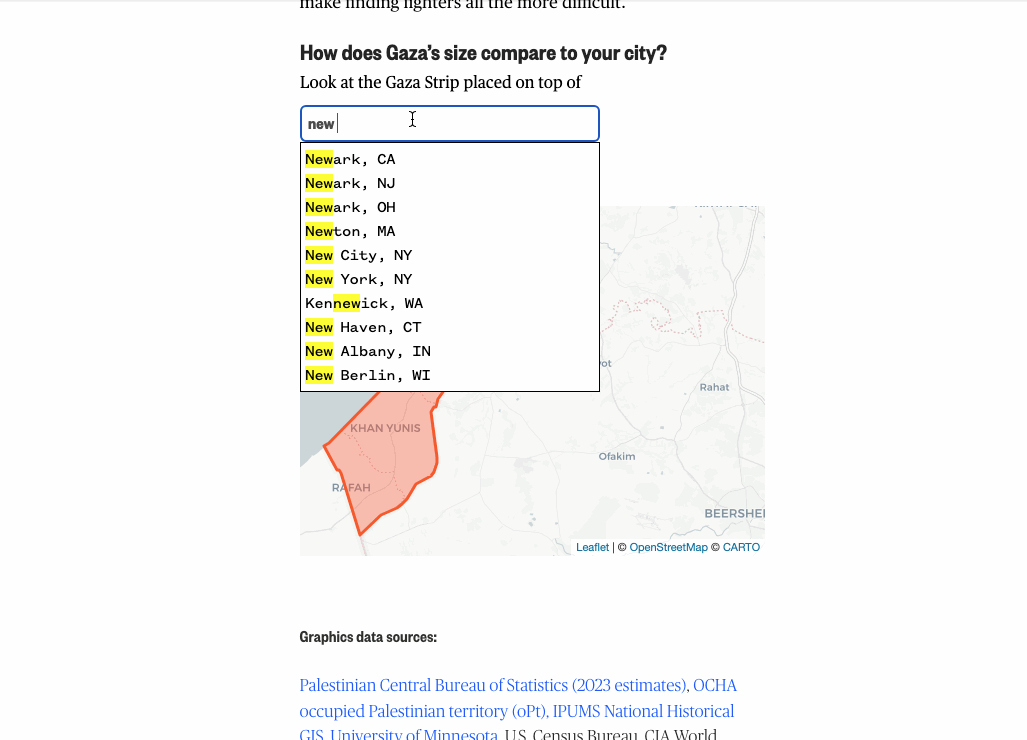 make finding fighters all the more difficult.
How does Gaza's size compare to your city?
Look at the Gaza Strip placed on top of
new
Newark, CA
Newark, NJ
Newark, OH
Newton, MA
New City, NY
New York, NY
Kennewick, WA
New Haven, CT
New Albany, IN
New Berlin, WI
ot
Rahat
KHAN YUNIS
Ofakim
RAFAH
BEERSHE
Leaflet | © OpenStreetMap © CARTO
Graphics data sources:
Palestinian Central Bureau of Statistics (2023 estimates), OCHA
occupied Palestinian territory (oPt), IPUMS National Historical
GIS, University of Minnesota, U.S. Census Bureau, CIA World